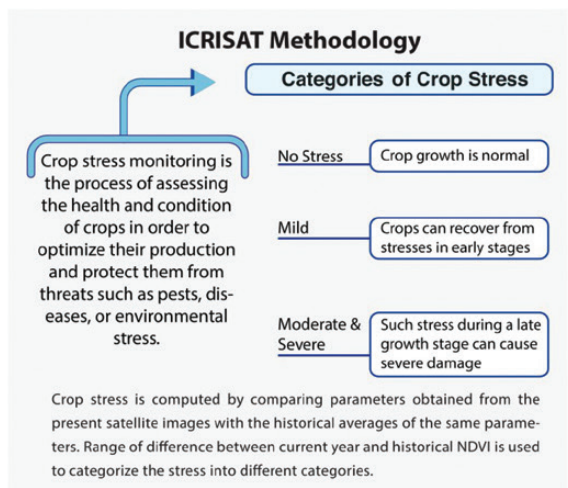 ICRISAT Methodology
Categories of Crop Stress
Crop stress monitoring is
the process of assessing
the health and condition
of crops in order to
optimize their production
and protect them from
threats such as pests, dis-
eases, or environmental
stress.
No Stress
Crop growth is normal
Mild
Crops can recover from
stresses in early stages
Moderate &
Severe
Such stress during a late
growth stage can cause
severe damage
Crop stress is computed by comparing parameters obtained from the
present satellite images with the historical averages of the same parame-
ters. Range of difference between current year and historical NDVI is used
to categorize the stress into different categories.